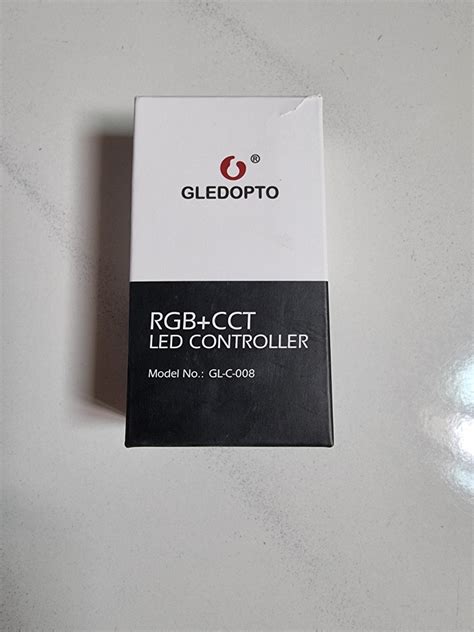 ®
GLEDOPTO
RGB+CCT
LED CONTROLLER
Model No.: GL-C-008